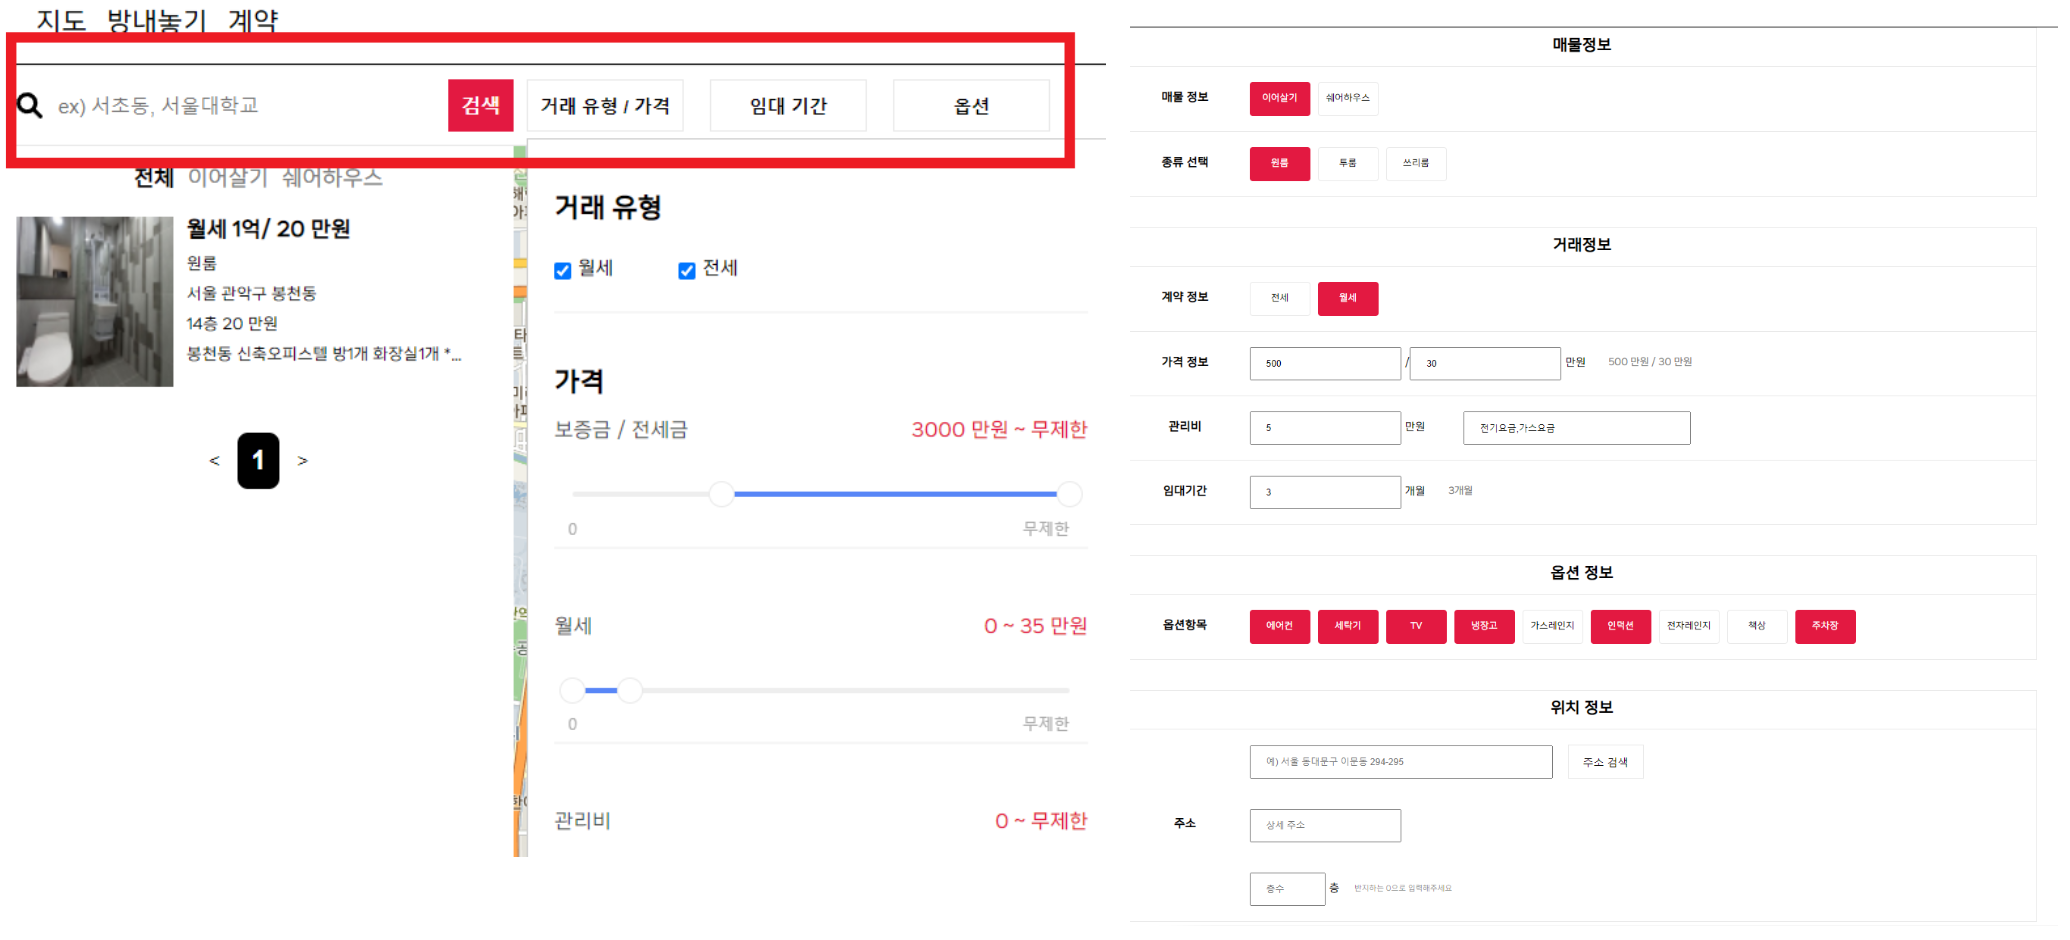 지도 방내놓기 계약
ex) 서초동, 서울대학교
검색
거래 유형 / 가격
임대 기간
옵션
전체 이어살기 쉐어하우스
월세 1억/ 20 만원
원룸
서울 관악구 봉천동
14층 20 만원
봉천동 신축오피스텔 방1개 화장실1개 *...
< 1 >
거래 유형
월세
전세
가격
보증금 / 전세금
3000 만원 ~ 무제한
0
무제한
월세
0 ~ 35 만원
0
무제한
관리비
0 ~ 무제한
매물정보
매물 정보
이어살기
쉐어하우스
종류 선택
원룸
투룸
쓰리룸
거래정보
계약 정보
전세
월세
가격 정보
500
/
30
만원
500 만원 / 30 만원
관리비
5
만원
전기요금,가스요금
임대기간
3
개월
3개월
옵션 정보
옵션항목
에어컨
세탁기
TV
냉장고
가스레인지
인덕션
전자레인지
책상
주차장
위치 정보
예) 서울 동대문구 이문동 294-295
주소 검색
주소
상세 주소
층수
층
반지하는 0으로 입력해주세요